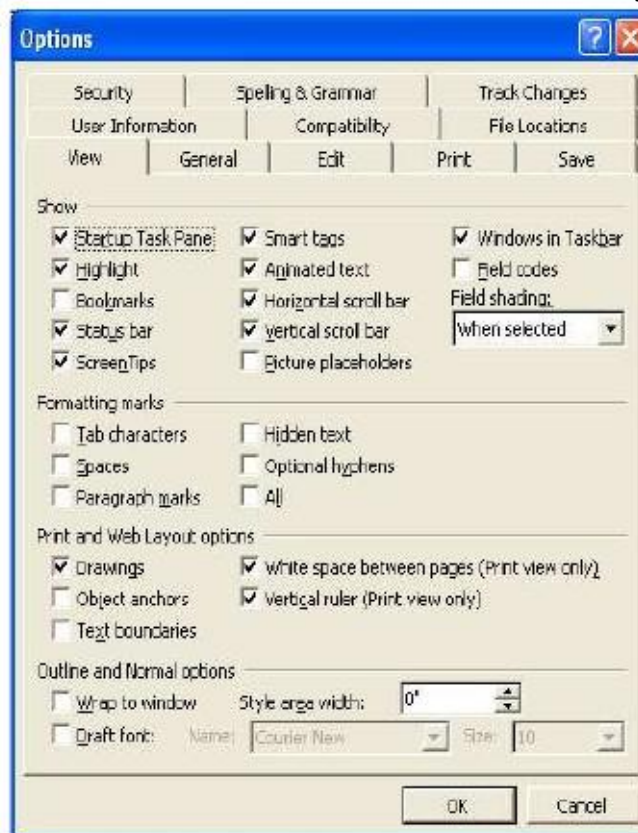 Options
Security Spelling & Grammar Track Changes
User Information Compatibility File Locations
View General Edit Print Save
Show
Startup Task Pane Smart tags Windows in Taskbar
Highlight Animated text Field codes
Bookmarks Horizontal scroll bar Field shading:
Status bar Vertical scroll bar When selected
ScreenTips Picture placeholders
Formatting marks
Tab characters Hidden text
Spaces Optional hyphens
Paragraph marks All
Print and Web Layout options
Drawings White space between pages (Print view only)
Object anchors Vertical ruler (Print view only)
Text boundaries
Outline and Normal options
Wrap to window Style area width: 0"
Draft font: Name: Courier New Size: 10
OK Cancel